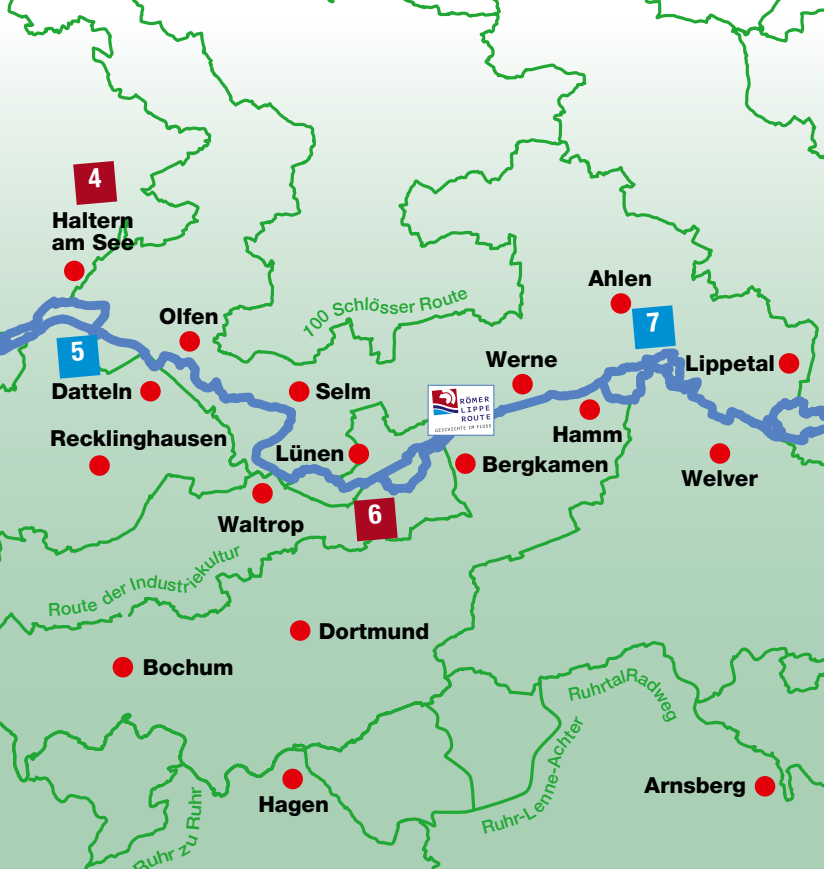 4
Haltern
am See
Ahlen
100 Schlösser Route
Olfen
7
5
Werne
Lippetal
Datteln
Selm
RÖMER
LIPPE
ROUTE
GESCHICHTE IM FLUSS
Hamm
Recklinghausen
Lünen
Bergkamen
Welver
6
Waltrop
Route der Industriekultur
Dortmund
Bochum
RuhrtalRadweg
Ruhr-Lenne-Achter
Arnsberg
Hagen
Ruhr zu Ruhr